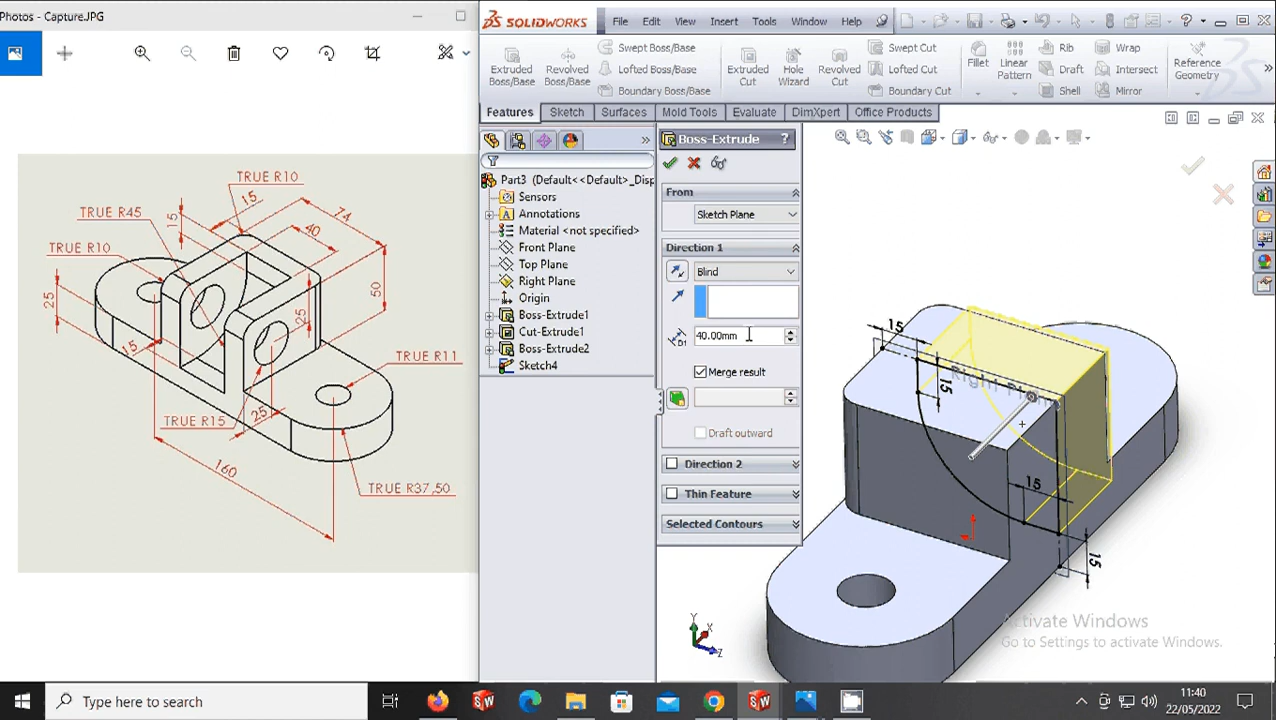 Photos - Capture.JPG
TRUE R10
15
74
TRUE R45
15
40
TRUE R10
25
50
25
15
TRUE R11
TRUE R15
25
160
TRUE R37,50
SOLIDWORKS
File Edit View Insert Tools Window Help
Extruded Boss/Base
Revolved Boss/Base
Swept Boss/Base
Lofted Boss/Base
Boundary Boss/Base
Extruded Cut
Hole Wizard
Revolved Cut
Swept Cut
Lofted Cut
Boundary Cut
Fillet
Linear Pattern
Rib
Draft
Shell
Wrap
Intersect
Mirror
Reference Geometry
Features Sketch Surfaces Mold Tools Evaluate DimXpert Office Products
Part3 (Default<<Default>_Disp
Sensors
Annotations
Material <not specified>
Front Plane
Top Plane
Right Plane
Origin
Boss-Extrude1
Cut-Extrude1
Boss-Extrude2
Sketch4
Boss-Extrude ?
From
Sketch Plane
Direction 1
Blind
D1
40.00mm
Merge result
Draft outward
Direction 2
Thin Feature
Selected Contours
15
15
Right Plane
15
15
Y
X
Z
Activate Windows
Go to Settings to activate Windows.
Type here to search
11:40
22/05/2022